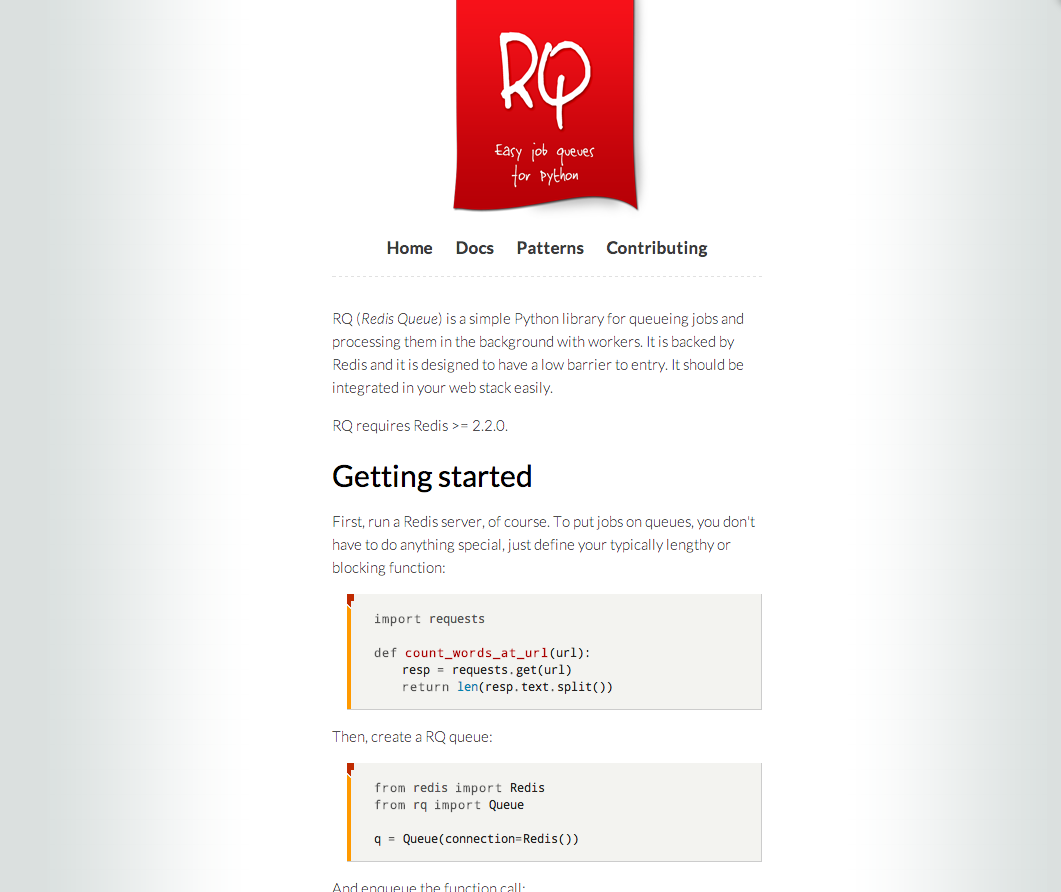 RQ
Easy job queues
for Python
Home Docs Patterns Contributing
RQ (Redis Queue) is a simple Python library for queueing jobs and
processing them in the background with workers. It is backed by
Redis and it is designed to have a low barrier to entry. It should be
integrated in your web stack easily.
RQ requires Redis >= 2.2.0.
Getting started
First, run a Redis server, of course. To put jobs on queues, you don't
have to do anything special, just define your typically lengthy or
blocking function:
import requests
def count_words_at_url(url):
    resp = requests.get(url)
    return len(resp.text.split())
Then, create a RQ queue:
from redis import Redis
from rq import Queue
q = Queue(connection=Redis())
And enqueue the function call: